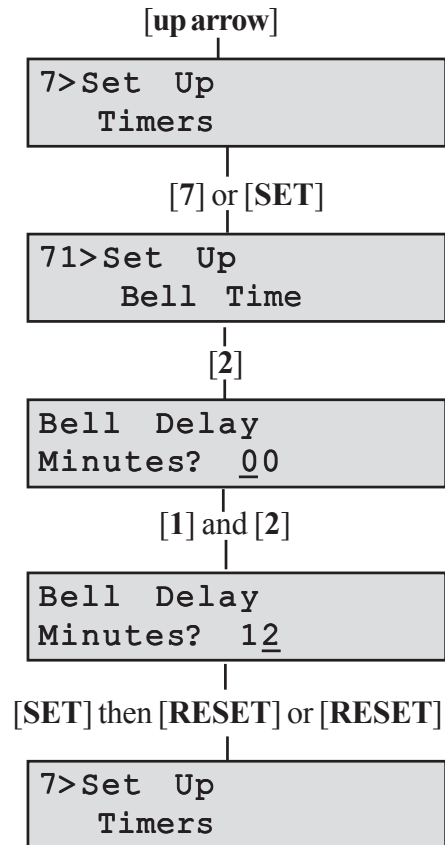 [up arrow]
7>Set Up
Timers
[7] or [SET]
71>Set Up
Bell Time
[2]
Bell Delay
Minutes? 00
[1] and [2]
Bell Delay
Minutes? 12
[SET] then [RESET] or [RESET]
7>Set Up
Timers